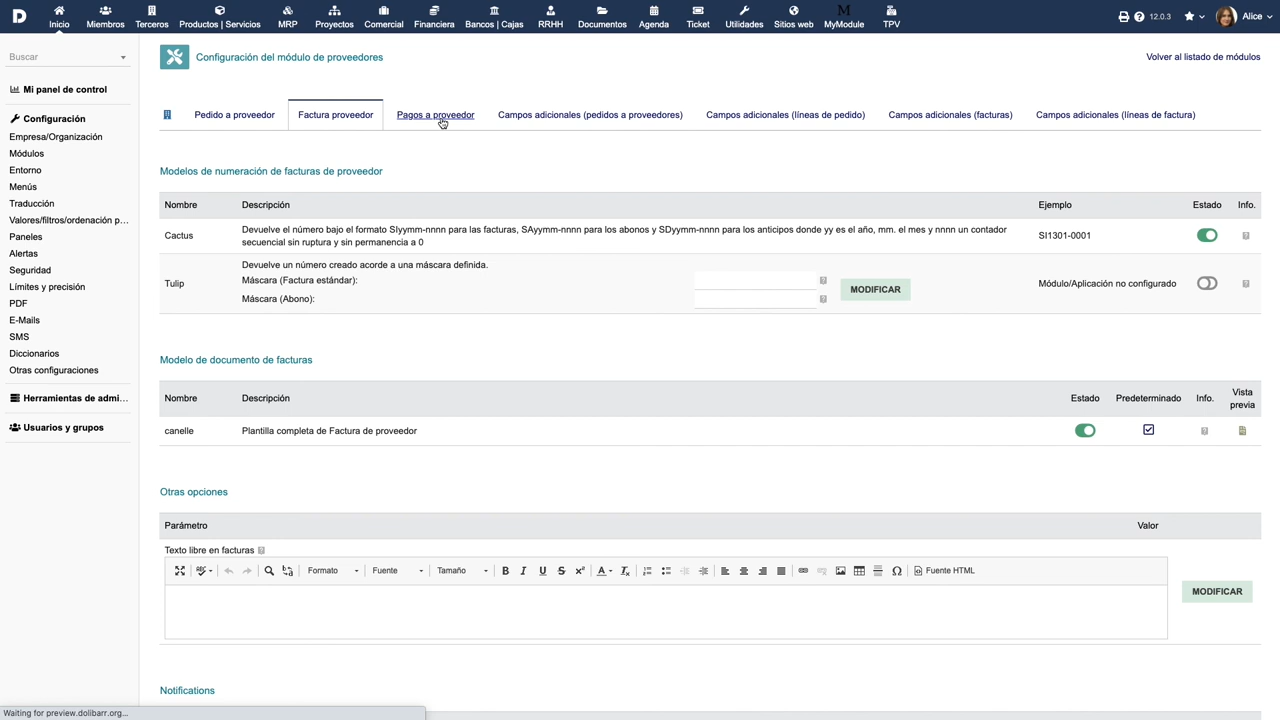 D
Inicio
Miembros
Terceros
Productos | Servicios
MRP
Proyectos
Comercial
Financiera
Bancos | Cajas
RRHH
Documentos
Agenda
Ticket
Utilidades
Sitios web
M
MyModule
TPV
12.0.3
Alice
Buscar
Mi panel de control
Configuración
Empresa/Organización
Módulos
Entorno
Menús
Traducción
Valores/filtros/ordenación p...
Paneles
Alertas
Seguridad
Límites y precisión
PDF
E-Mails
SMS
Diccionarios
Otras configuraciones
Herramientas de admi...
Usuarios y grupos
Configuración del módulo de proveedores
Volver al listado de módulos
Pedido a proveedor
Factura proveedor
Pagos a proveedor
Campos adicionales (pedidos a proveedores)
Campos adicionales (líneas de pedido)
Campos adicionales (facturas)
Campos adicionales (líneas de factura)
Modelos de numeración de facturas de proveedor
Nombre Descripción Ejemplo Estado Info.
Cactus
Devuelve el número bajo el formato SIyymm-nnnn para las facturas, SAyymm-nnnn para los abonos y SDyymm-nnnn para los anticipos donde yy es el año, mm. el mes y nnnn un contador
secuencial sin ruptura y sin permanencia a 0
SI1301-0001
Tulip
Devuelve un número creado acorde a una máscara definida.
Máscara (Factura estándar):
Máscara (Abono):
MODIFICAR
Módulo/Aplicación no configurado
Modelo de documento de facturas
Nombre Descripción Estado Predeterminado Info. Vista
previa
canelle Plantilla completa de Factura de proveedor
Otras opciones
Parámetro Valor
Texto libre en facturas
Formato Fuente Tamaño B I U S x² A Tx Ω Fuente HTML
MODIFICAR
Notifications
Waiting for preview.dolibarr.org...